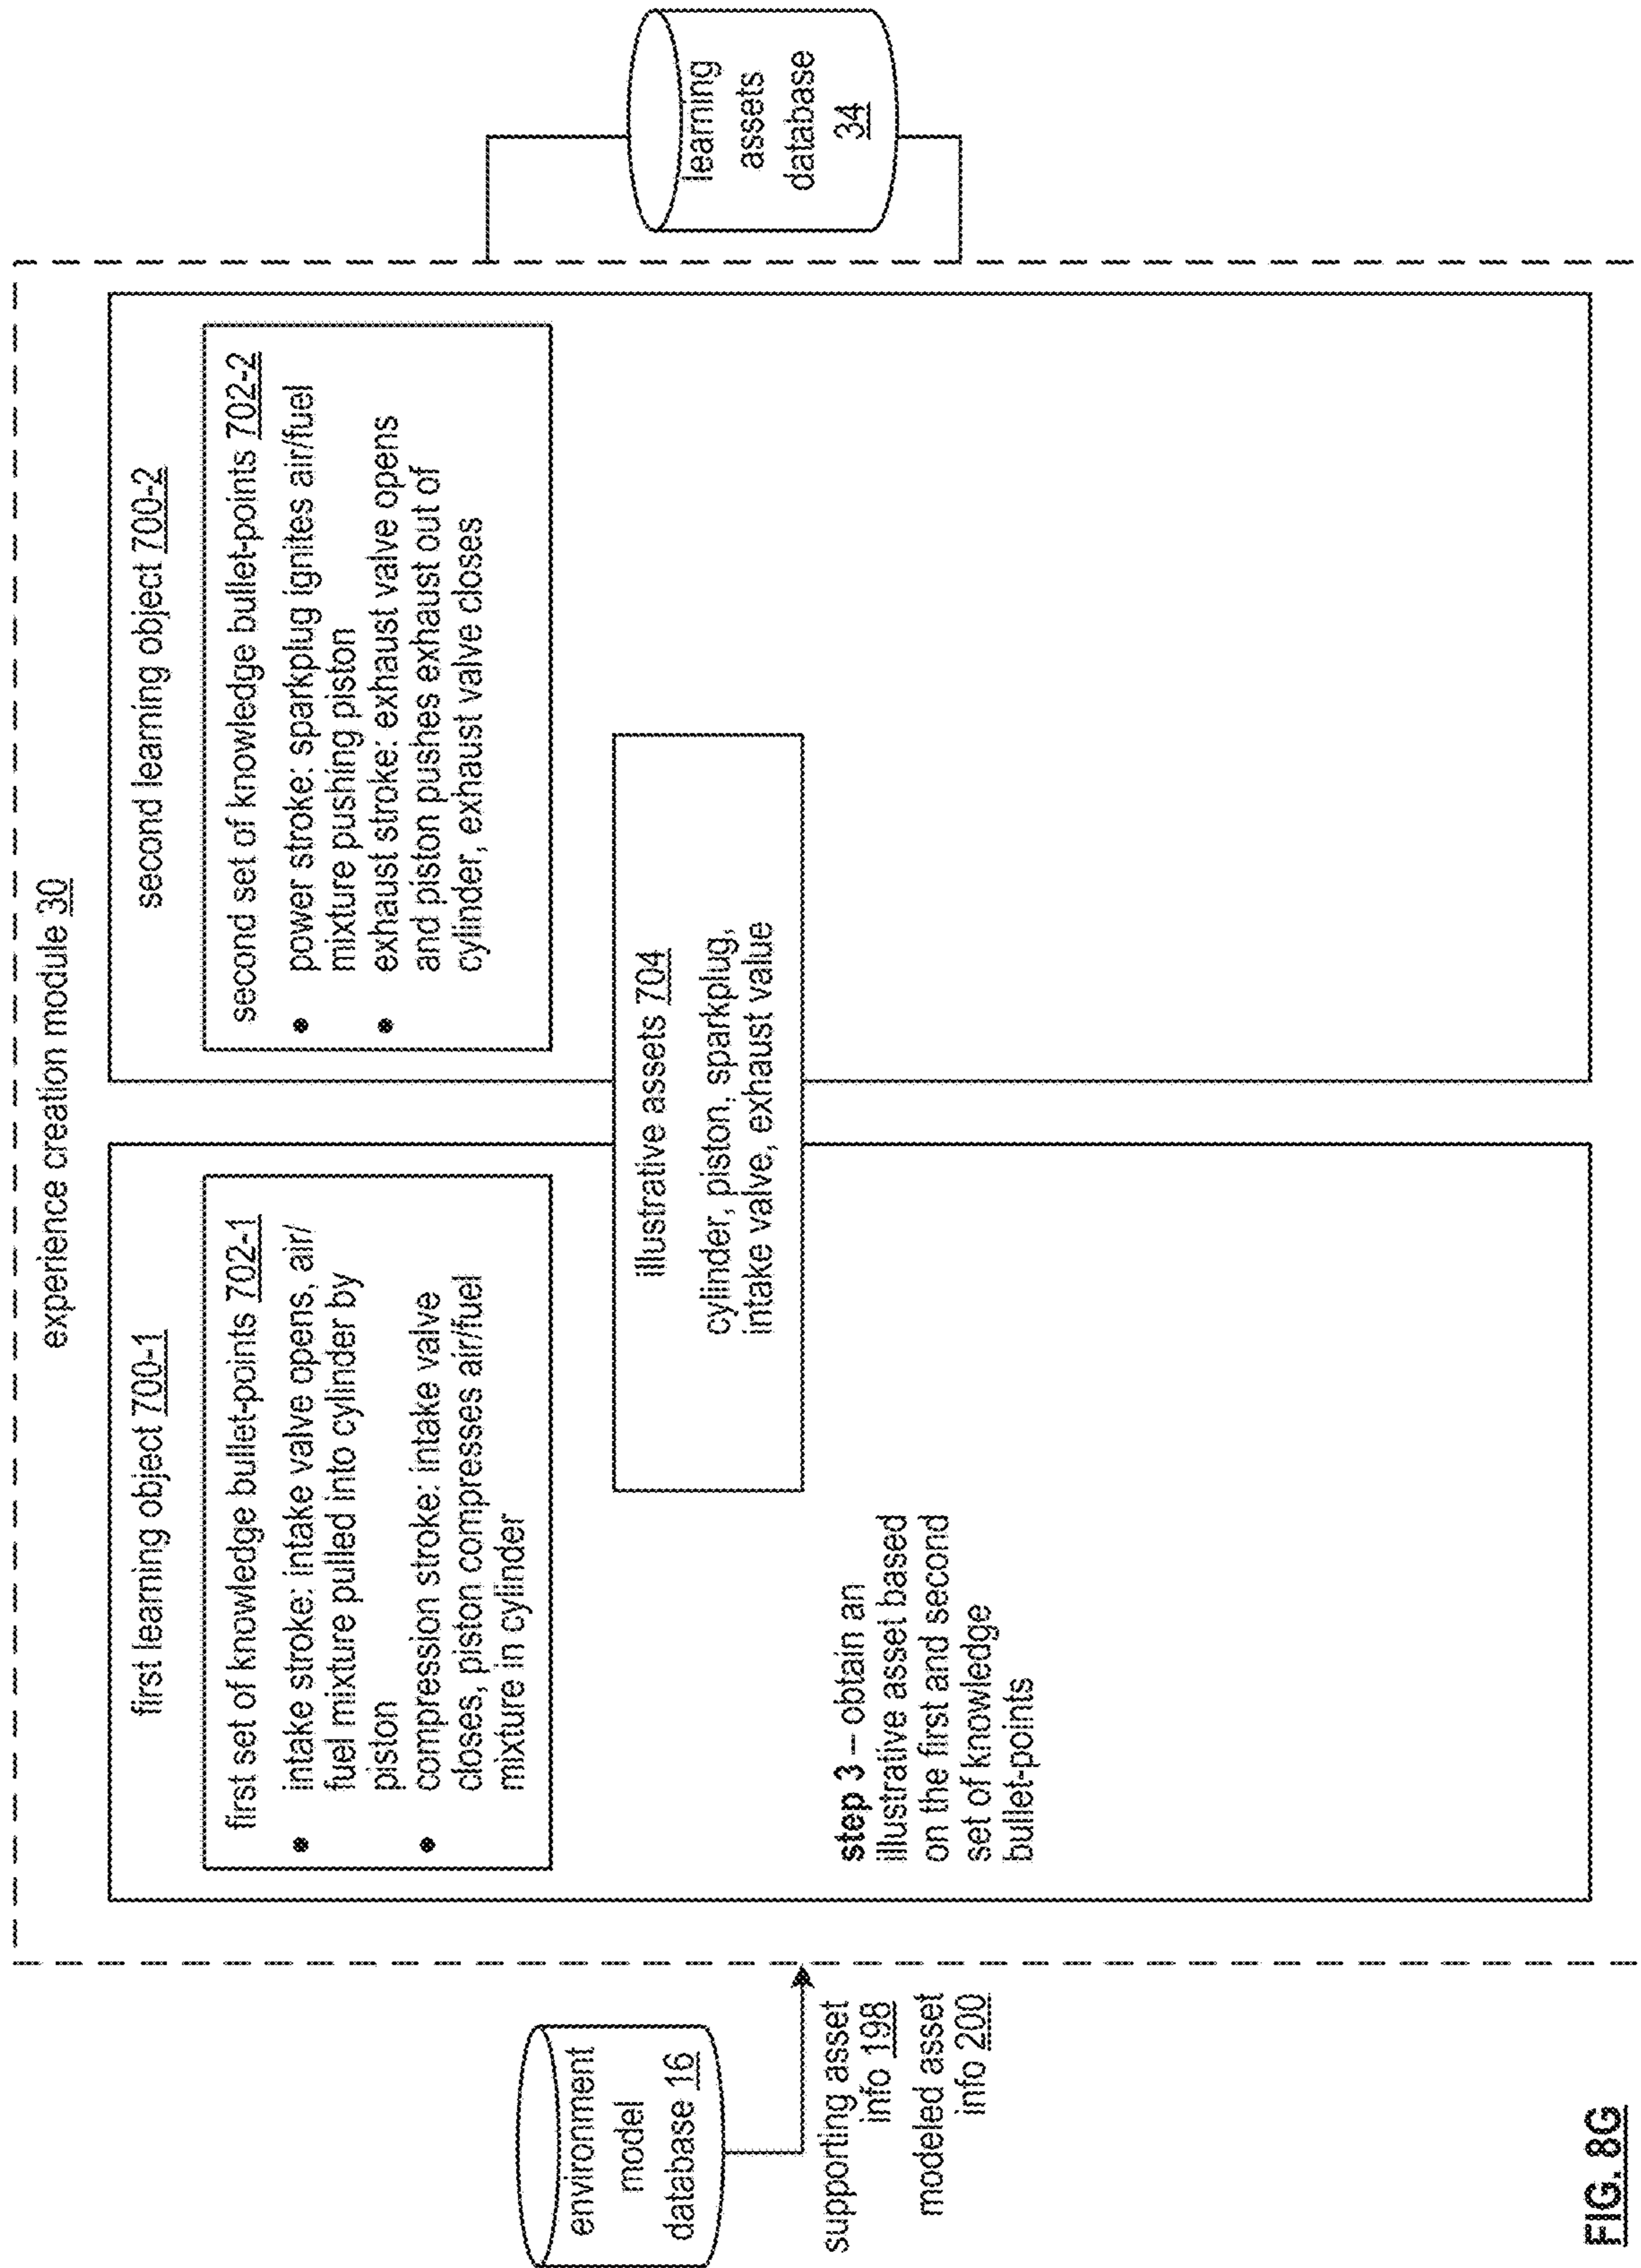 experience creation module 30
first learning object 700-1
first set of knowledge bullet-points 702-1
• intake stroke: intake valve opens, air/
fuel mixture pulled into cylinder by
piston
• compression stroke: intake valve
closes, piston compresses air/fuel
mixture in cylinder
second learning object 700-2
second set of knowledge bullet-points 702-2
• power stroke: sparkplug ignites air/fuel
mixture pushing piston
• exhaust stroke: exhaust valve opens
and piston pushes exhaust out of
cylinder, exhaust valve closes
illustrative assets 704
cylinder, piston, sparkplug,
intake valve, exhaust value
step 3 – obtain an
illustrative asset based
on the first and second
set of knowledge
bullet-points
environment
model
database 16
supporting asset
info 198
modeled asset
info 200
learning
assets
database
34
FIG. 8G